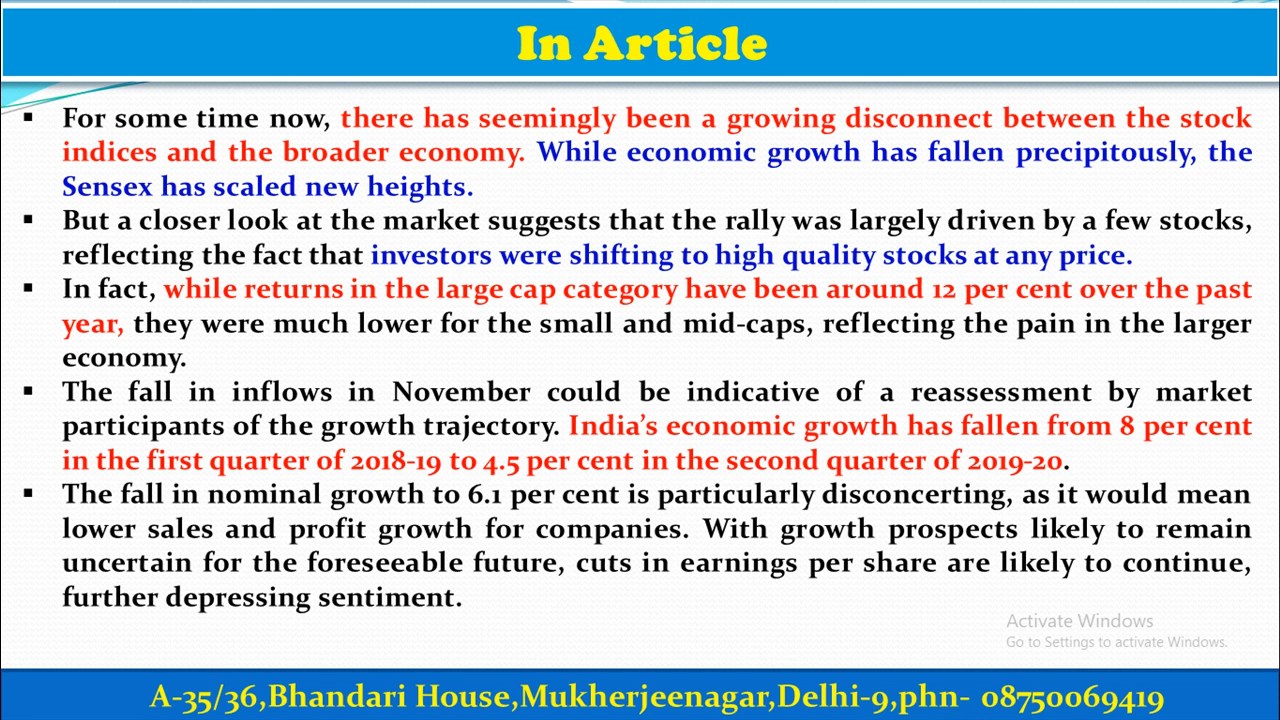 In Article
▪ For some time now, there has seemingly been a growing disconnect between the stock
indices and the broader economy. While economic growth has fallen precipitously, the
Sensex has scaled new heights.
▪ But a closer look at the market suggests that the rally was largely driven by a few stocks,
reflecting the fact that investors were shifting to high quality stocks at any price.
▪ In fact, while returns in the large cap category have been around 12 per cent over the past
year, they were much lower for the small and mid-caps, reflecting the pain in the larger
economy.
▪ The fall in inflows in November could be indicative of a reassessment by market
participants of the growth trajectory. India's economic growth has fallen from 8 per cent
in the first quarter of 2018-19 to 4.5 per cent in the second quarter of 2019-20.
▪ The fall in nominal growth to 6.1 per cent is particularly disconcerting, as it would mean
lower sales and profit growth for companies. With growth prospects likely to remain
uncertain for the foreseeable future, cuts in earnings per share are likely to continue,
further depressing sentiment.
Activate Windows
Go to Settings to activate Windows.
A-35/36,Bhandari House,Mukherjeenagar,Delhi-9,phn- 08750069419